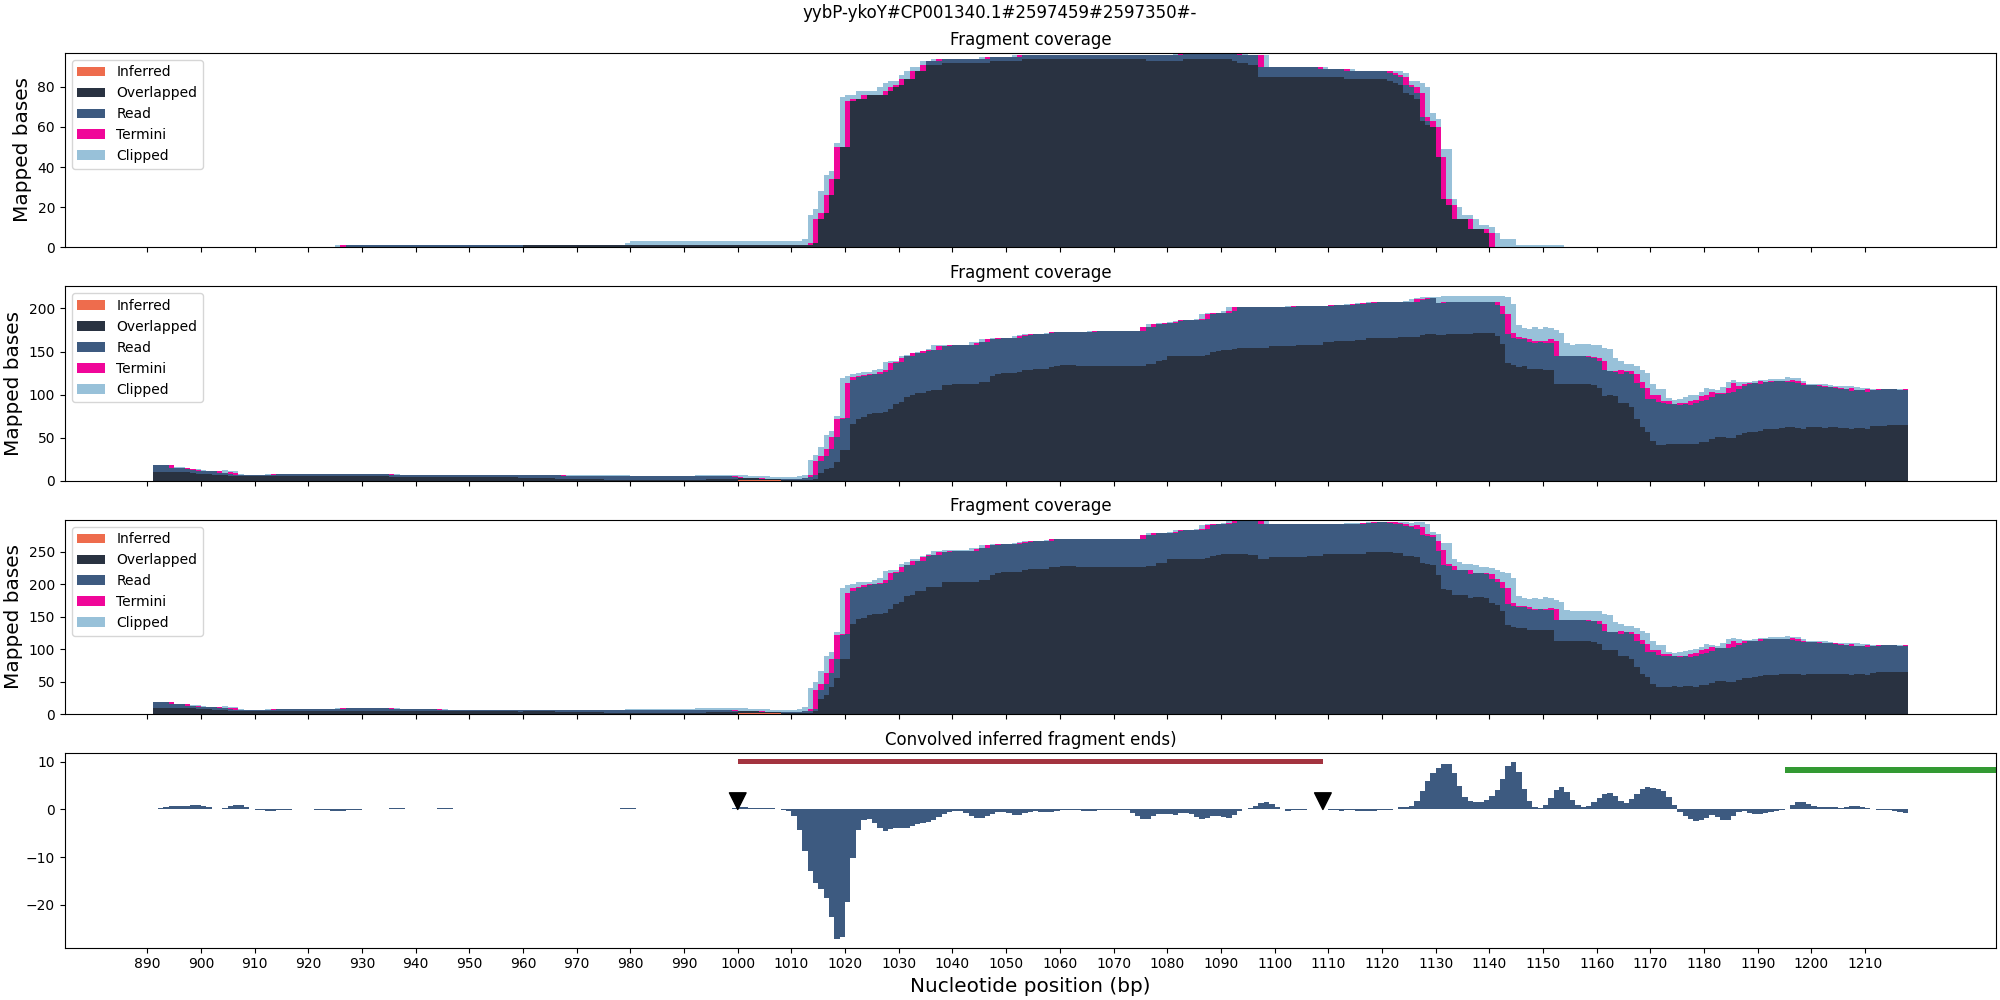 yybP-ykoY#CP001340.1#2597459#2597350#-
Fragment coverage
Mapped bases
80
60
40
20
0
Inferred
Overlapped
Read
Termini
Clipped
Fragment coverage
Mapped bases
200
150
100
50
0
Inferred
Overlapped
Read
Termini
Clipped
Fragment coverage
Mapped bases
250
200
150
100
50
0
Inferred
Overlapped
Read
Termini
Clipped
Convolved inferred fragment ends)
10
0
−10
−20
890 900 910 920 930 940 950 960 970 980 990 1000 1010 1020 1030 1040 1050 1060 1070 1080 1090 1100 1110 1120 1130 1140 1150 1160 1170 1180 1190 1200 1210
Nucleotide position (bp)